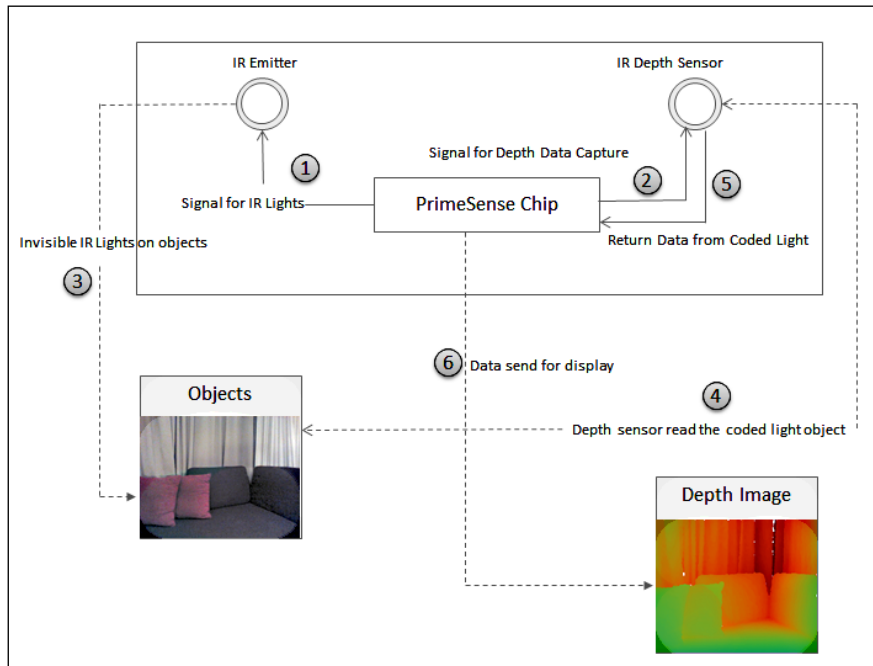 IR Emitter
IR Depth Sensor
Signal for Depth Data Capture
1
2
5
Signal for IR Lights
PrimeSense Chip
Invisible IR Lights on objects
Return Data from Coded Light
3
6
Data send for display
Objects
4
Depth sensor read the coded light object
Depth Image